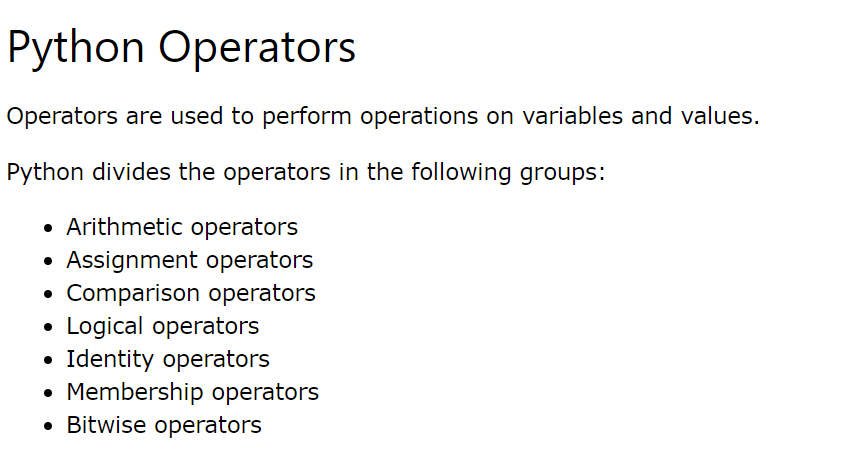 Python Operators
Operators are used to perform operations on variables and values.
Python divides the operators in the following groups:
• Arithmetic operators
• Assignment operators
• Comparison operators
• Logical operators
• Identity operators
• Membership operators
• Bitwise operators